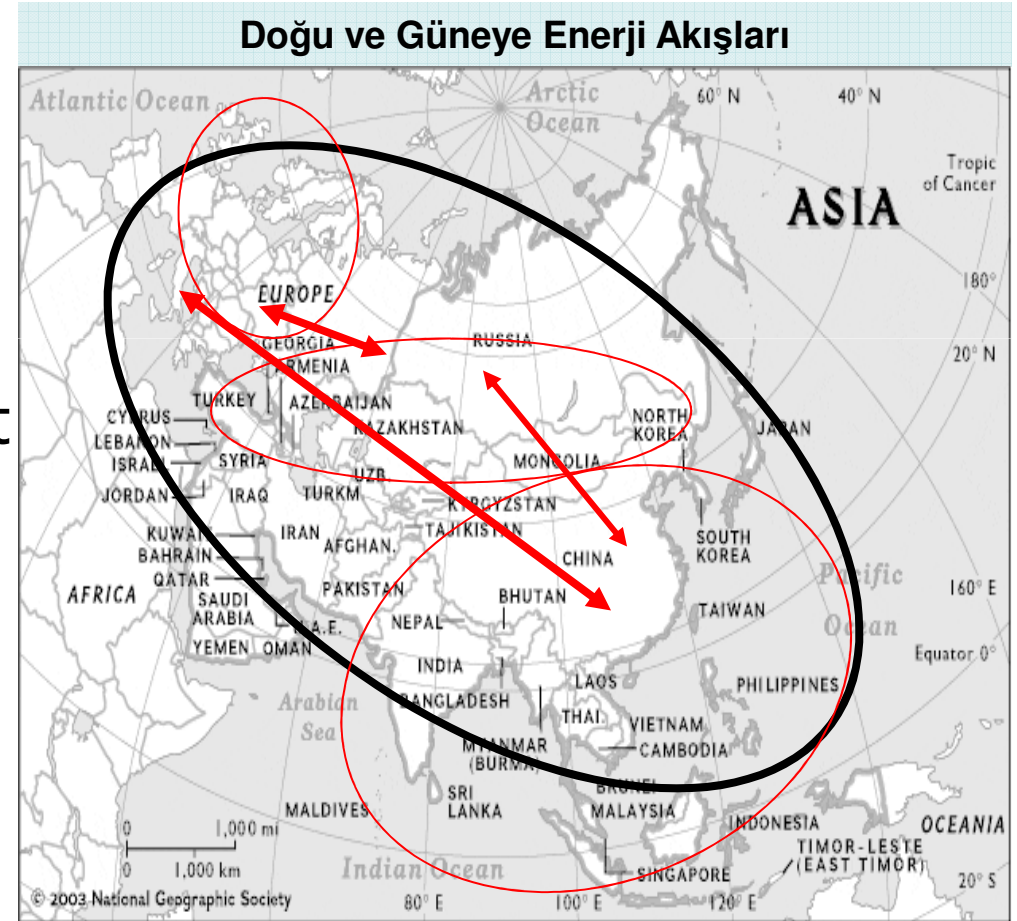 Doğu ve Güneye Enerji Akışları
Atlantic Ocean
Arctic
Ocean
60° N
40° N
Tropic
of Cancer
ASIA
180°
EUROPE
GEORGIA
RUSSIA
20° N
ARMENIA
TURKEY
AZERBAIJAN
CYPRUS
KAZAKHSTAN
NORTH
KOREA
JAPAN
LEBANON
ISRAEL
SYRIA
MONGOLIA
UZB.
JORDAN
IRAQ
TURKM.
KYRGYZSTAN
KUWAIT
IRAN
AFGHAN.
TAJIKISTAN
SOUTH
KOREA
BAHRAIN
CHINA
QATAR
PAKISTAN
BHUTAN
Pacific
Ocean
160° E
AFRICA
SAUDI
ARABIA
U.A.E.
NEPAL
TAIWAN
YEMEN
OMAN
INDIA
Equator 0°
LAOS
PHILIPPINES
Arabian
Sea
BANGLADESH
THAI.
VIETNAM
MYANMAR
(BURMA)
CAMBODIA
BRUNEI
MALDIVES
SRI
LANKA
MALAYSIA
INDONESIA
OCEANIA
0
1,000 mi
0
1,000 km
TIMOR-LESTE
(EAST TIMOR)
Indian Ocean
SINGAPORE
20° S
© 2003 National Geographic Society
80° E
100° E
120° E